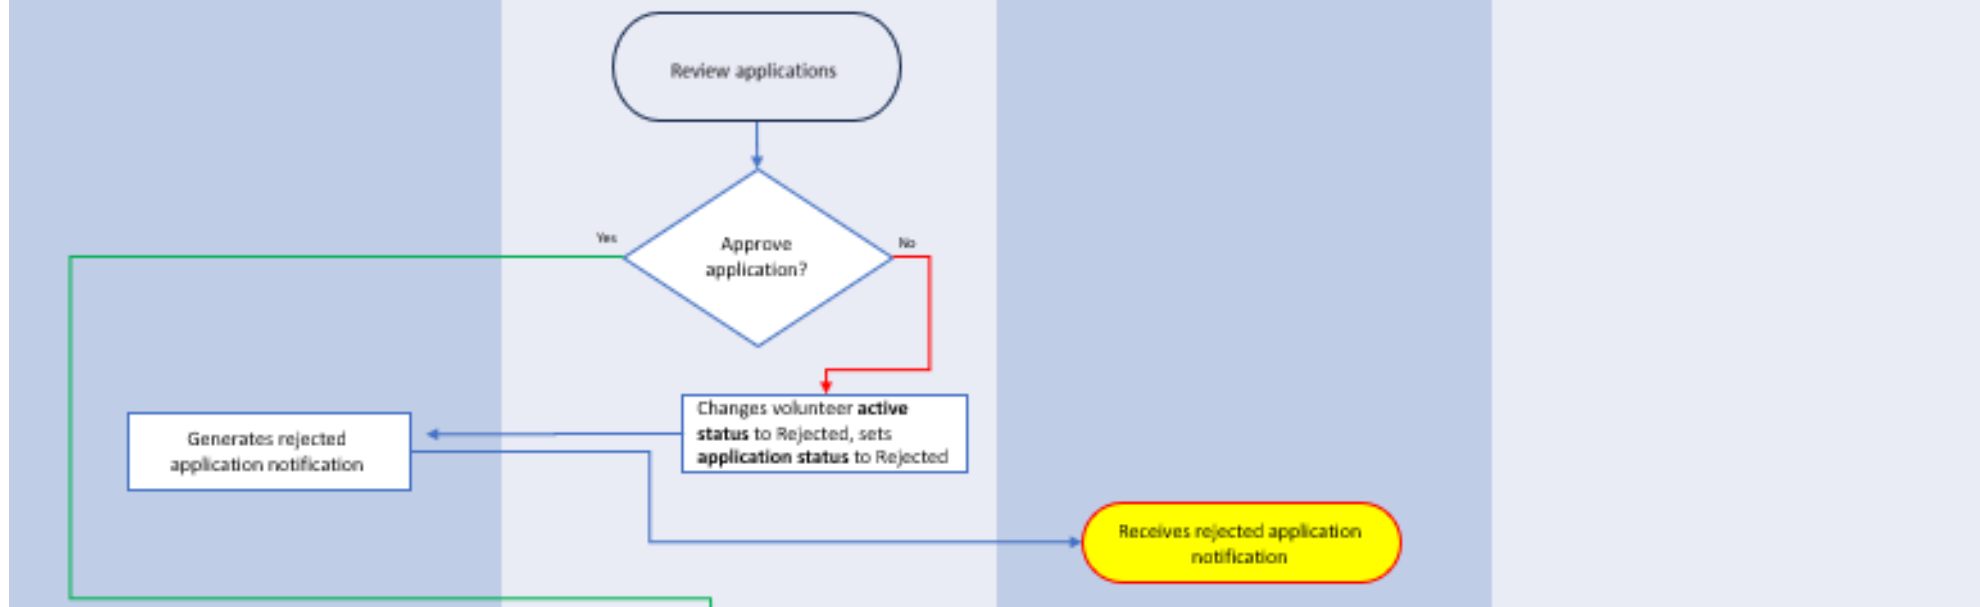 Review applications
Yes
No
Approve
application?
Changes volunteer active
status to Rejected, sets
application status to Rejected
Generates rejected
application notification
Receives rejected application
notification